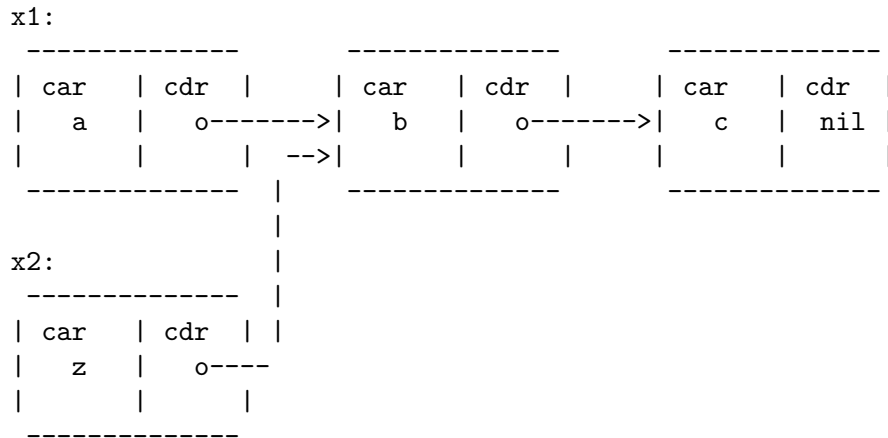 x1:
 --------------       --------------       --------------
| car   | cdr  |     | car   | cdr  |     | car   | cdr  |
|   a   |   o------->|   b   |   o------->|   c   |  nil |
|       |      |  -->|       |      |     |       |      |
 --------------  |    --------------       --------------
                 |
x2:              |
 --------------  |
| car   | cdr  | |
|   z   |   o----
|       |      |
 --------------